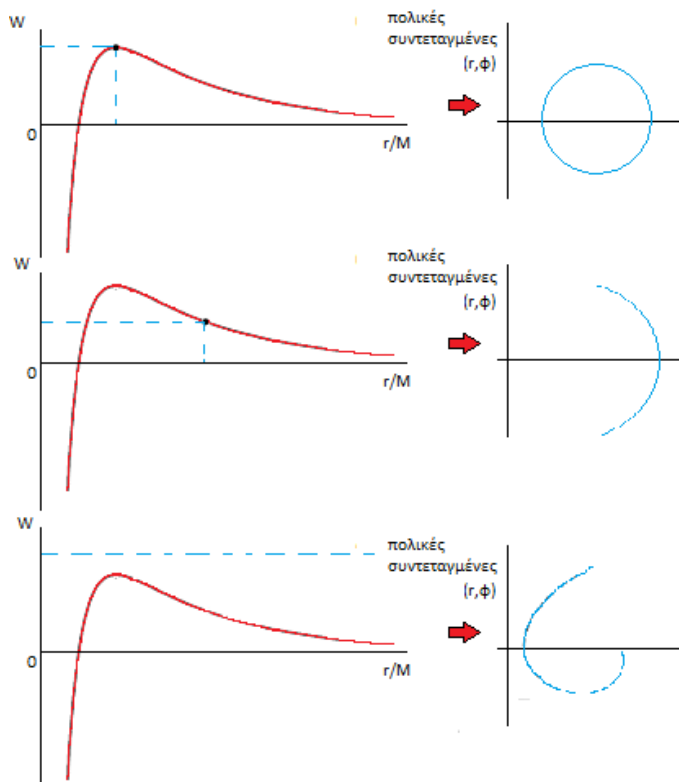 W
0
r/M
πολικές
συντεταγμένες
(r,φ)
W
0
r/M
πολικές
συντεταγμένες
(r,φ)
W
0
r/M
πολικές
συντεταγμένες
(r,φ)